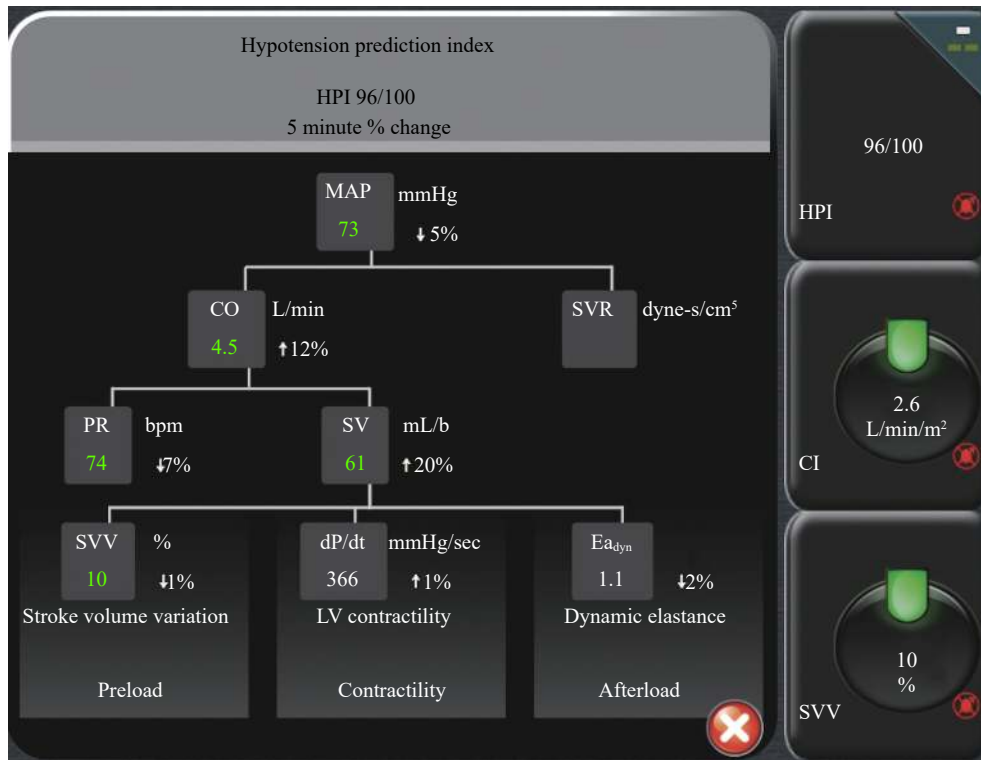 Hypotension prediction index
HPI 96/100
5 minute % change
MAP mmHg
73 ↓5%
CO L/min
4.5 ↑12%
SVR dyne-s/cm⁵
PR bpm
74 ↓7%
SV mL/b
61 ↑20%
SVV %
10 ↓1%
Stroke volume variation
Preload
dP/dt mmHg/sec
366 ↑1%
LV contractility
Contractility
Ea_dyn
1.1 ↓2%
Dynamic elastance
Afterload
96/100
HPI
2.6
L/min/m²
CI
10
%
SVV